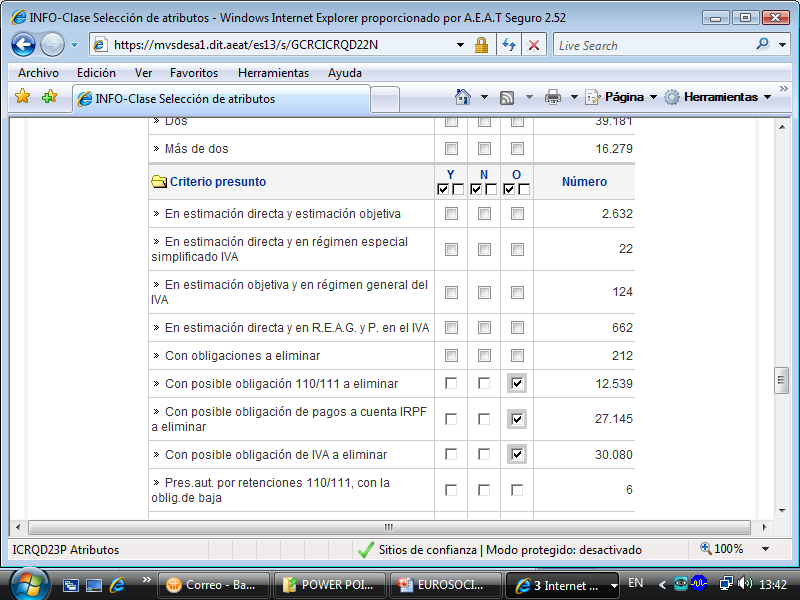 INFO-Clase Selección de atributos - Windows Internet Explorer proporcionado por A.E.A.T Seguro 2.52
https://mvsdesa1.dit.aeat/es13/s/GCRCICRQD22N
Live Search
Archivo Edición Ver Favoritos Herramientas Ayuda
INFO-Clase Selección de atributos
Página Herramientas
» Dos 39.181
» Más de dos 16.279
Criterio presunto Y N O Número
» En estimación directa y estimación objetiva 2.632
» En estimación directa y en régimen especial
simplificado IVA 22
» En estimación objetiva y en régimen general del
IVA 124
» En estimación directa y en R.E.A.G. y P. en el IVA 662
» Con obligaciones a eliminar 212
» Con posible obligación 110/111 a eliminar 12.539
» Con posible obligación de pagos a cuenta IRPF
a eliminar 27.145
» Con posible obligación de IVA a eliminar 30.080
» Pres.aut. por retenciones 110/111, con la
oblig.de baja 6
ICRQD23P Atributos
Sitios de confianza | Modo protegido: desactivado
100%
Correo - Ba...
POWER POI...
EUROSOCI...
3 Internet ...
EN
13:42